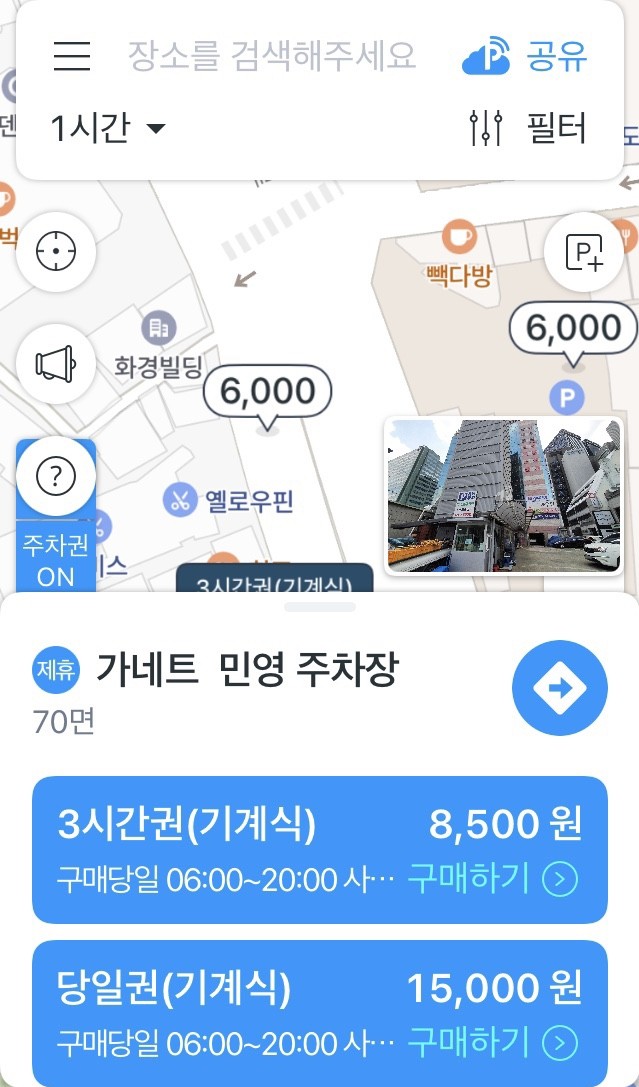 장소를 검색해주세요
P 공유
1시간
필터
빽다방
P+
6,000
화경빌딩
6,000
P
?
옐로우핀
주차권
ON
3시간권(기계식)
제휴 가네트 민영 주차장
70면
3시간권(기계식) 8,500 원
구매당일 06:00~20:00 사··· 구매하기
당일권(기계식) 15,000 원
구매당일 06:00~20:00 사··· 구매하기